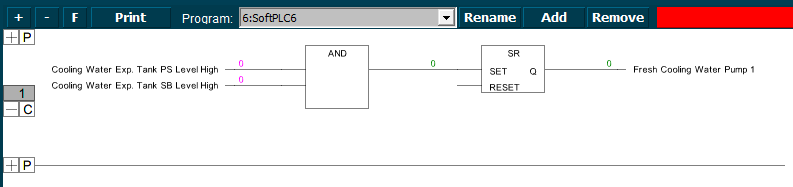 + - F Print Program: 6:SoftPLC6 Rename Add Remove
+ P
AND SR
Cooling Water Exp. Tank PS Level High 0 0 SET Q 0 Fresh Cooling Water Pump 1
Cooling Water Exp. Tank SB Level High 0 RESET
1
- C
+ P